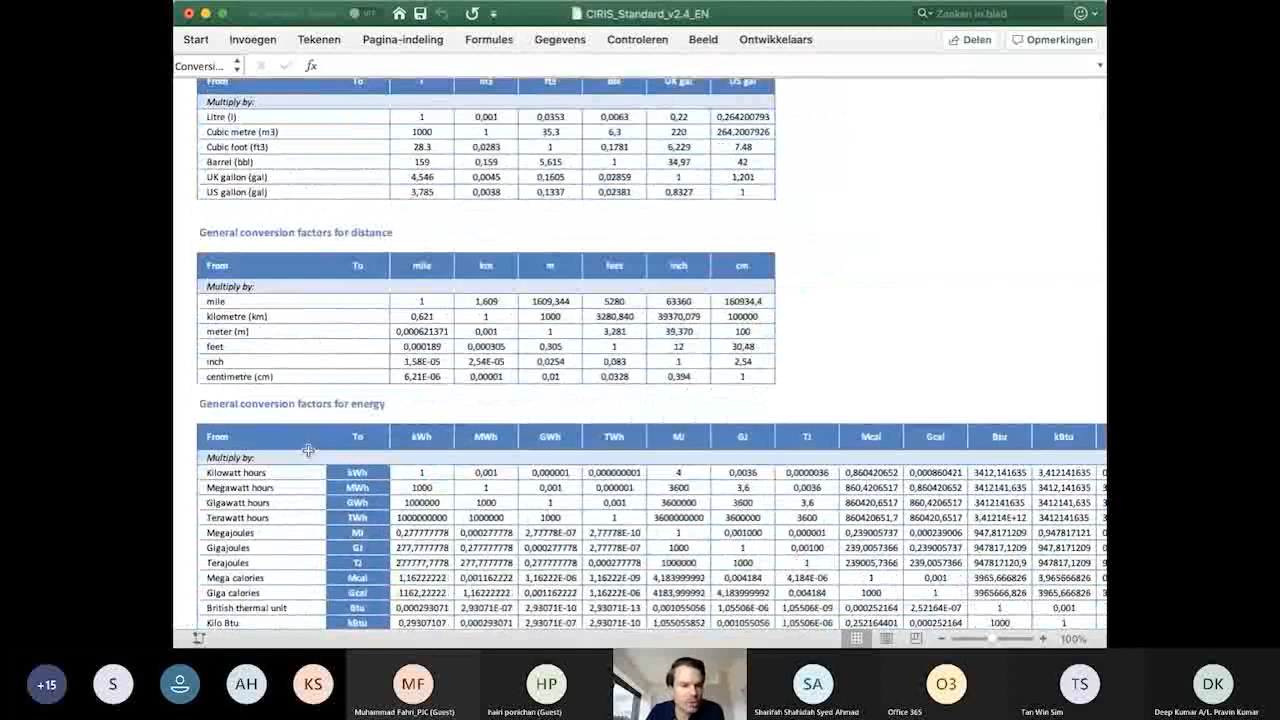 CIRIS_Standard_v2.4_EN
Zoeken in blad
Start Invoegen Tekenen Pagina-indeling Formules Gegevens Controleren Beeld Ontwikkelaars Delen Opmerkingen
Conversi... fx
From To l m3 ft3 bbl UK gal US gal
Multiply by:
Litre (l) 1 0,001 0,0353 0,0063 0,22 0,264200793
Cubic metre (m3) 1000 1 35,3 6,3 220 264,2007926
Cubic foot (ft3) 28.3 0,0283 1 0,1781 6,229 7.48
Barrel (bbl) 159 0,159 5,615 1 34,97 42
UK gallon (gal) 4,546 0,0045 0,1605 0,02859 1 1,201
US gallon (gal) 3,785 0,0038 0,1337 0,02381 0,8327 1
General conversion factors for distance
From To mile km m feet inch cm
Multiply by:
mile 1 1,609 1609,344 5280 63360 160934,4
kilometre (km) 0,621 1 1000 3280,840 39370,079 100000
meter (m) 0,000621371 0,001 1 3,281 39,370 100
feet 0,000189 0,000305 0,305 1 12 30,48
inch 1,58E-05 2,54E-05 0,0254 0,083 1 2,54
centimetre (cm) 6,21E-06 0,00001 0,01 0,0328 0,394 1
General conversion factors for energy
From To kWh MWh GWh TWh MJ GJ TJ Mcal Gcal Btu kBtu
Multiply by:
Kilowatt hours kWh 1 0,001 0,000001 0,000000001 4 0,0036 0,0000036 0,860420652 0,000860421 3412,141635 3,412141635
Megawatt hours MWh 1000 1 0,001 0,000001 3600 3,6 0,0036 860,4206517 0,860420652 3412141,635 3412,141635
Gigawatt hours GWh 1000000 1000 1 0,001 3600000 3600 3,6 860420,6517 860,4206517 3412141635 3412141,635
Terawatt hours TWh 1000000000 1000000 1000 1 3600000000 3600000 3600 860420651,7 860420,6517 3,41214E+12 3412141635
Megajoules MJ 0,277777778 0,000277778 2,77778E-07 2,77778E-10 1 0,001000 0,000001 0,239005737 0,000239006 947,8171209 0,947817121
Gigajoules GJ 277,7777778 0,277777778 0,000277778 2,77778E-07 1000 1 0,00100 239,0057366 0,239005737 947817,1209 947,8171209
Terajoules TJ 277777,7778 277,7777778 0,277777778 0,000277778 1000000 1000 1 239005,7366 239,0057366 947817120,9 947817,1209
Mega calories Mcal 1,16222222 0,001162222 1,16222E-06 1,16222E-09 4,183999992 0,004184 4,184E-06 1 0,001 3965,666826 3,965666826
Giga calories Gcal 1162,22222 1,16222222 0,001162222 1,16222E-06 4183,999992 4,183999992 0,004184 1000 1 3965666,826 3965,666826
British thermal unit Btu 0,000293071 2,93071E-07 2,93071E-10 2,93071E-13 0,001055056 1,05506E-06 1,05506E-09 0,000252164 2,52164E-07 1 0,001
Kilo Btu kBtu 0,29307107 0,000293071 2,93071E-07 2,93071E-10 1,055055852 0,001055056 1,05506E-06 0,252164401 0,000252164 1000 1
100%
+15 S AH KS MF HP SA O3 TS DK
Muhammad Fahri_PJC (Guest) hairi ponichan (Guest) Sharifah Shahidah Syed Ahmad Office 365 Tan Win Sim Deep Kumar A/L. Pravin Kumar